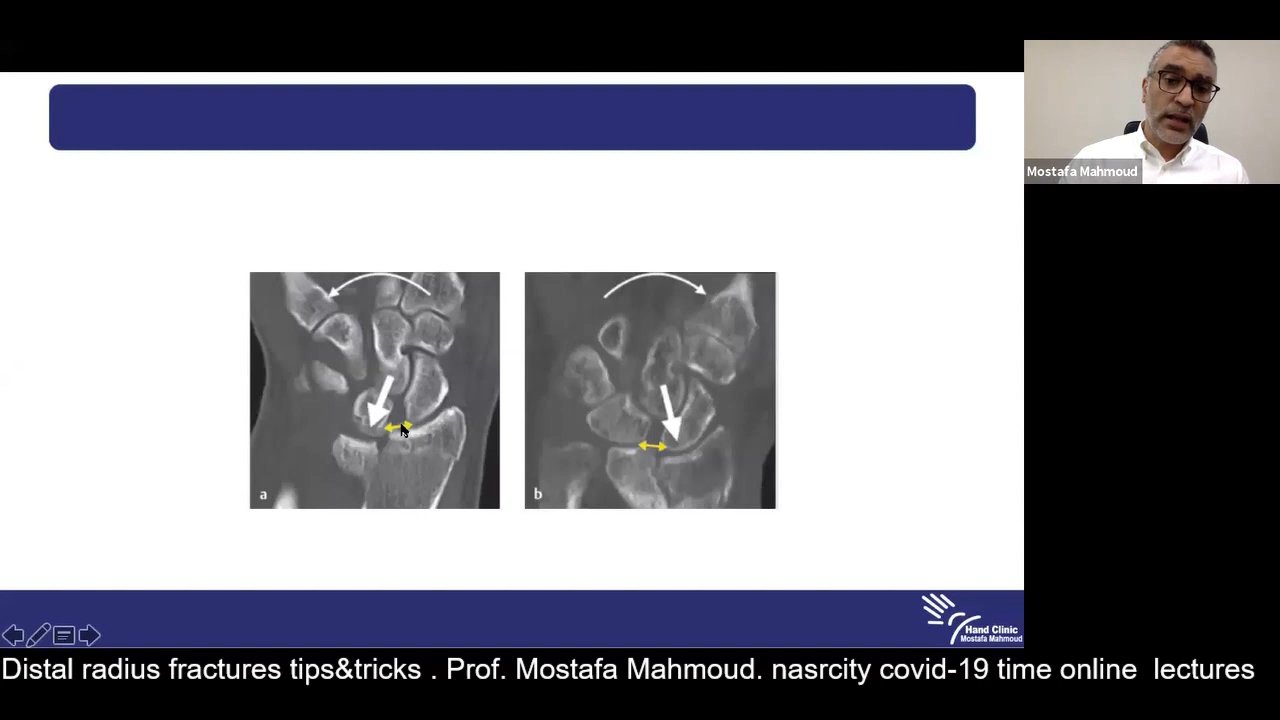 Mostafa Mahmoud
a
b
Hand Clinic
Mostafa Mahmoud
Distal radius fractures tips&tricks . Prof. Mostafa Mahmoud. nasrcity covid-19 time online lectures